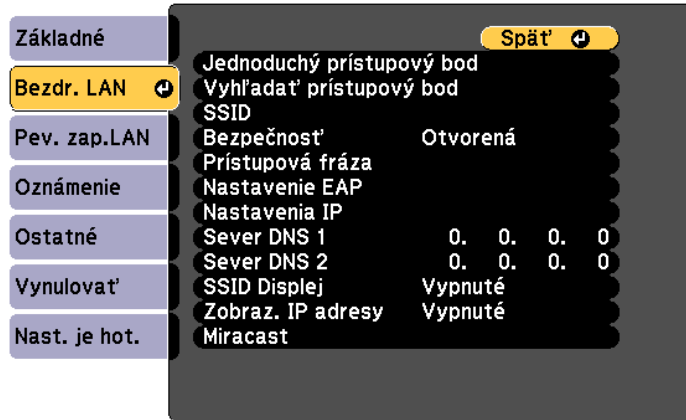 Základné
Bezdr. LAN
Pev. zap.LAN
Oznámenie
Ostatné
Vynulovať
Nast. je hot.
Späť
Jednoduchý prístupový bod
Vyhľadať prístupový bod
SSID
Bezpečnosť Otvorená
Prístupová fráza
Nastavenie EAP
Nastavenia IP
Sever DNS 1 0. 0. 0. 0
Sever DNS 2 0. 0. 0. 0
SSID Displej Vypnuté
Zobraz. IP adresy Vypnuté
Miracast